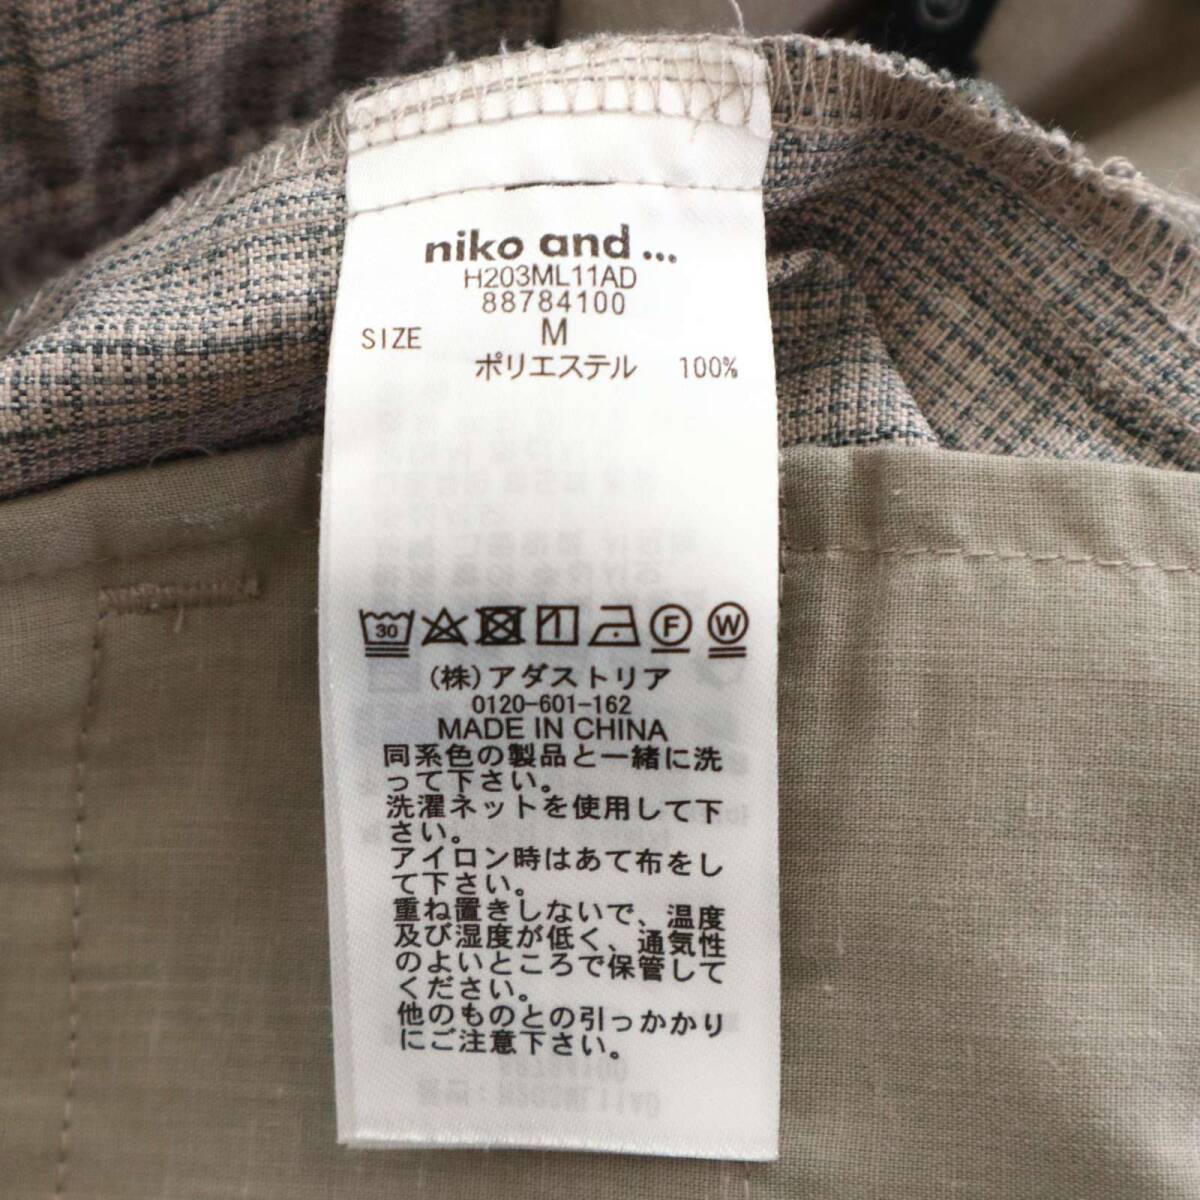 niko and ...
H203ML11AD
88784100
SIZE M
ポリエステル 100%
30 F W
(株)アダストリア
0120-601-162
MADE IN CHINA
同系色の製品と一緒に洗
って下さい。
洗濯ネットを使用して下
さい。
アイロン時はあて布をし
て下さい。
重ね置きしないで、温度
及び湿度が低く、通気性
のよいところで保管して
ください。
他のものとの引っかかり
にご注意下さい。